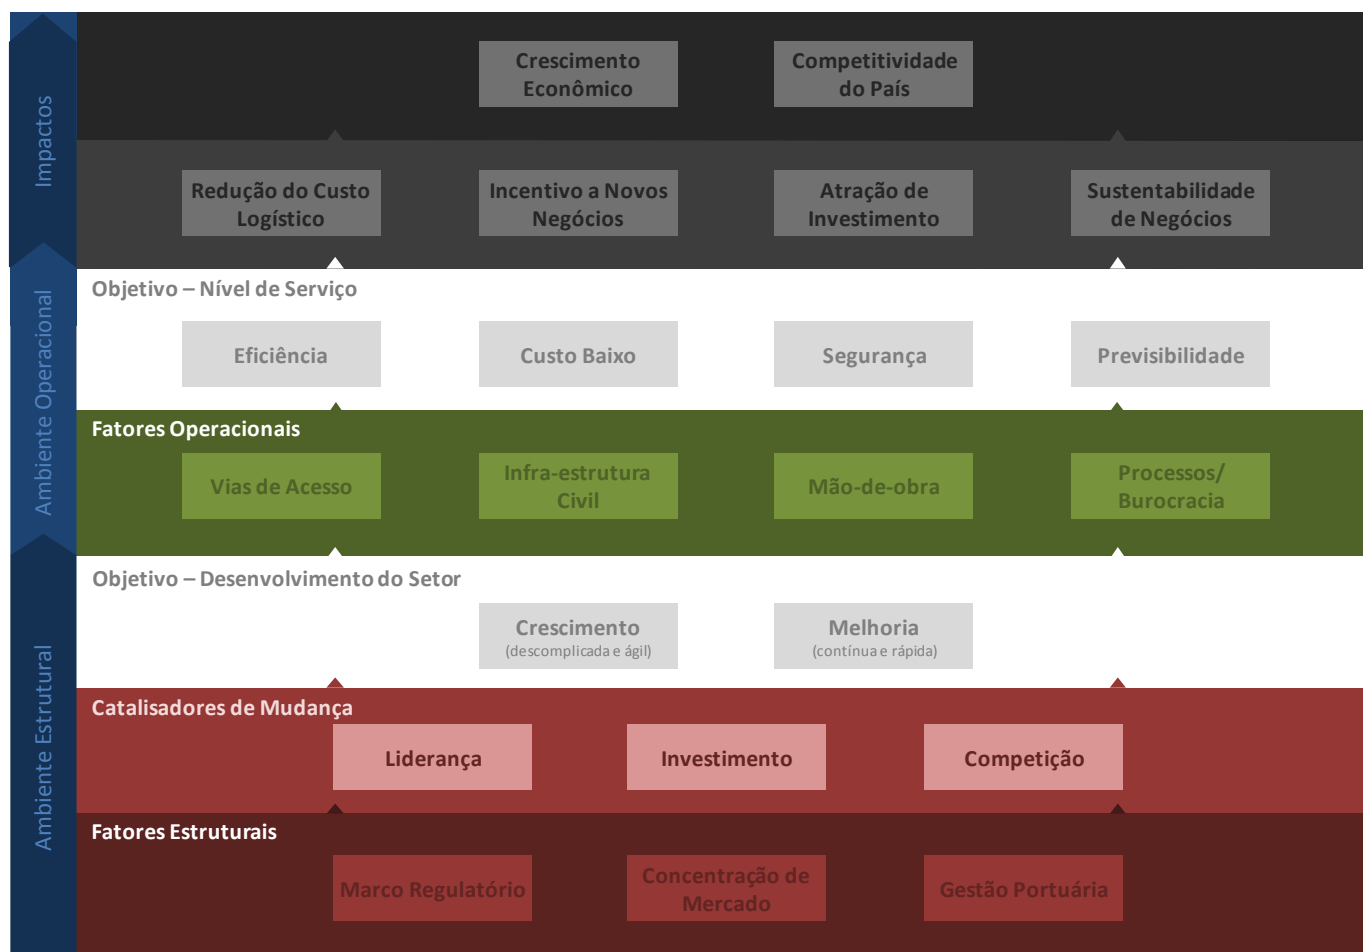 Impactos
Crescimento
Econômico
Competitividade
do País
Redução do Custo
Logístico
Incentivo a Novos
Negócios
Atração de
Investimento
Sustentabilidade
de Negócios
Ambiente Operacional
Objetivo – Nível de Serviço
Eficiência
Custo Baixo
Segurança
Previsibilidade
Fatores Operacionais
Vias de Acesso
Infra-estrutura
Civil
Mão-de-obra
Processos/
Burocracia
Ambiente Estrutural
Objetivo – Desenvolvimento do Setor
Crescimento
(descomplicada e ágil)
Melhoria
(contínua e rápida)
Catalisadores de Mudança
Liderança
Investimento
Competição
Fatores Estruturais
Marco Regulatório
Concentração de
Mercado
Gestão Portuária